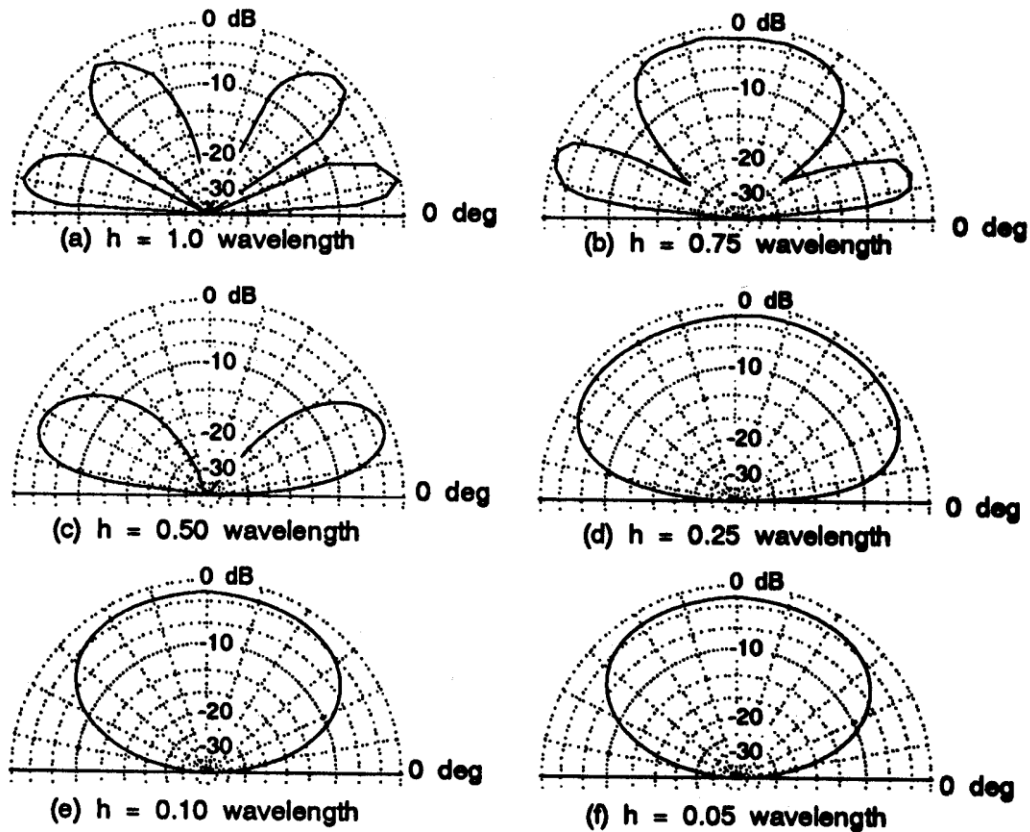 0 dB
-10
-20
-30
0 deg
(a) h = 1.0 wavelength
0 dB
-10
-20
-30
0 deg
(b) h = 0.75 wavelength
0 dB
-10
-20
-30
0 deg
(c) h = 0.50 wavelength
0 dB
-10
-20
-30
0 deg
(d) h = 0.25 wavelength
0 dB
-10
-20
-30
0 deg
(e) h = 0.10 wavelength
0 dB
-10
-20
-30
0 deg
(f) h = 0.05 wavelength